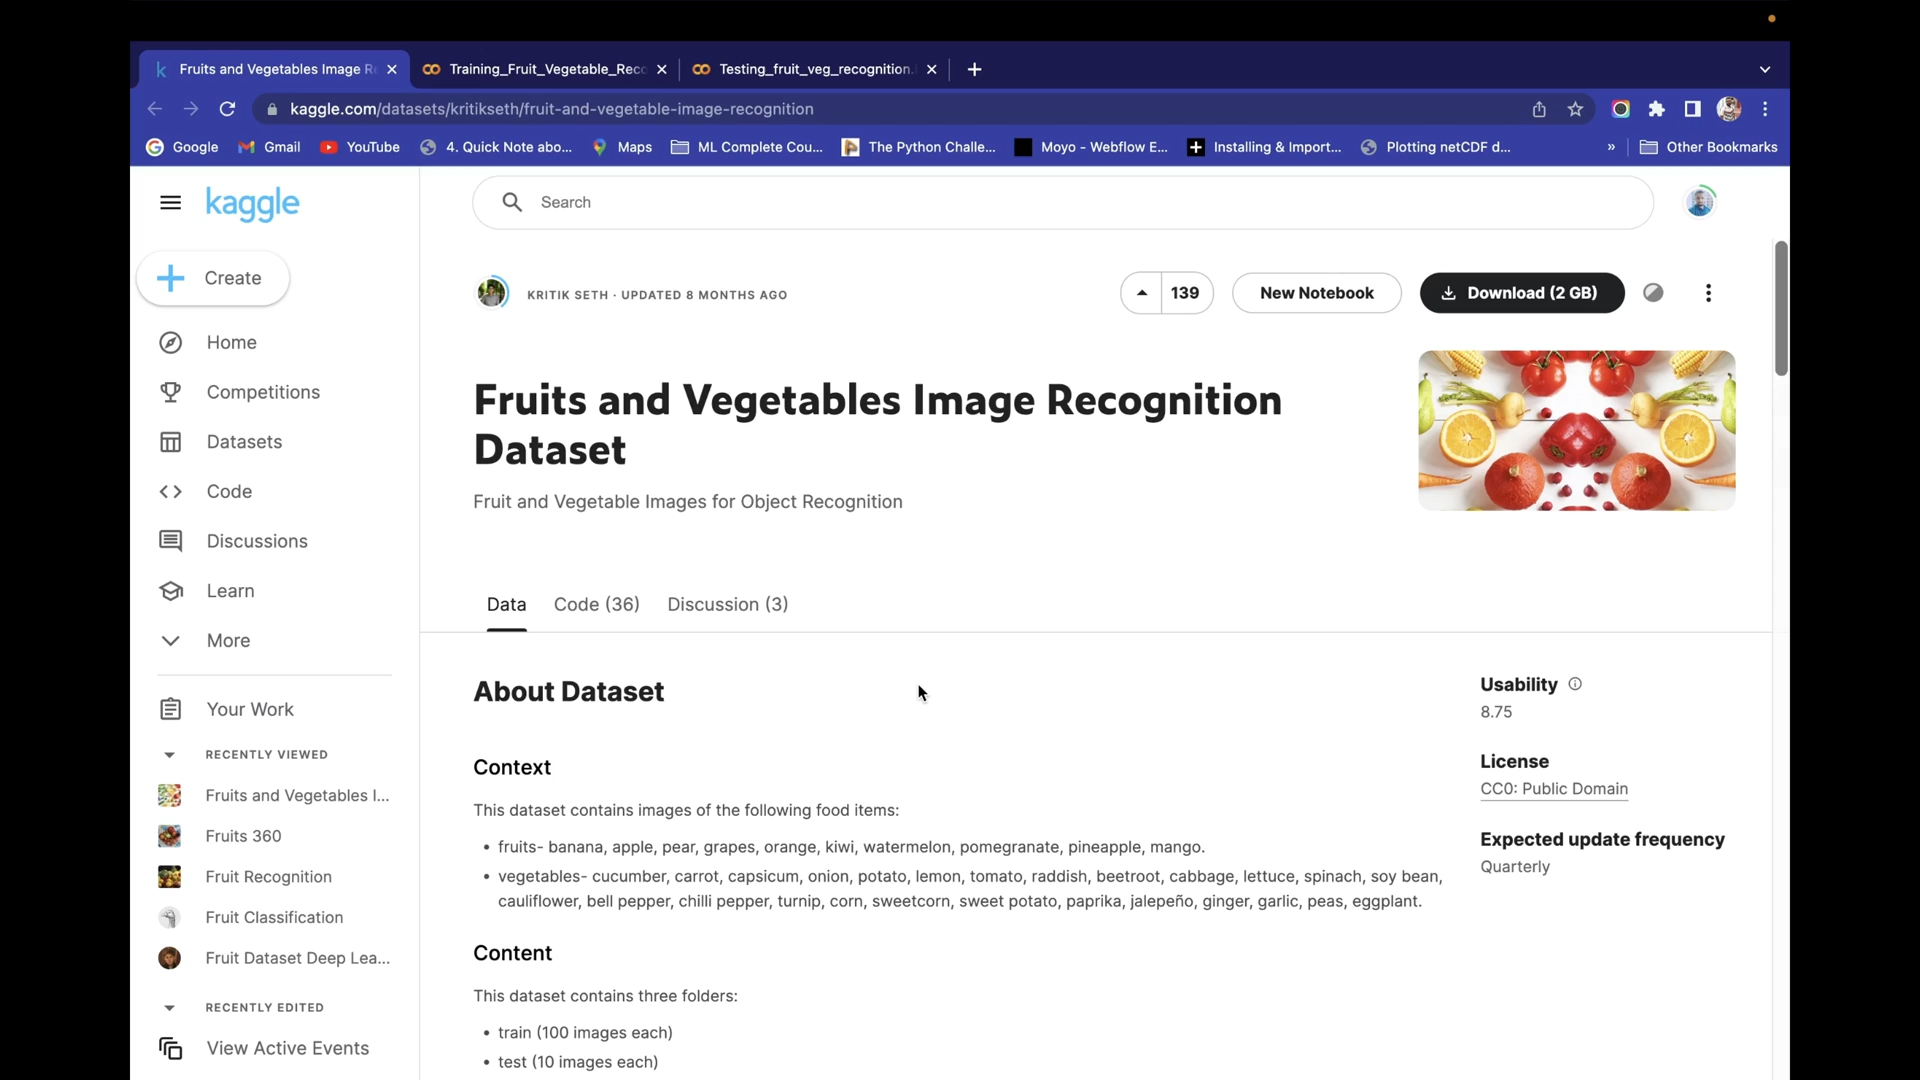 Fruits and Vegetables Image R
Training_Fruit_Vegetable_Reco
Testing_fruit_veg_recognition.
kaggle.com/datasets/kritikseth/fruit-and-vegetable-image-recognition
Google
Gmail
YouTube
4. Quick Note abo...
Maps
ML Complete Cou...
The Python Challe...
Moyo - Webflow E...
Installing & Import...
Plotting netCDF d...
»
Other Bookmarks
kaggle
Search
Create
Home
Competitions
Datasets
Code
Discussions
Learn
More
Your Work
RECENTLY VIEWED
Fruits and Vegetables I...
Fruits 360
Fruit Recognition
Fruit Classification
Fruit Dataset Deep Lea...
RECENTLY EDITED
View Active Events
KRITIK SETH · UPDATED 8 MONTHS AGO
139
New Notebook
Download (2 GB)
Fruits and Vegetables Image Recognition
Dataset
Fruit and Vegetable Images for Object Recognition
Data
Code (36)
Discussion (3)
About Dataset
Context
This dataset contains images of the following food items:
• fruits- banana, apple, pear, grapes, orange, kiwi, watermelon, pomegranate, pineapple, mango.
• vegetables- cucumber, carrot, capsicum, onion, potato, lemon, tomato, raddish, beetroot, cabbage, lettuce, spinach, soy bean,
cauliflower, bell pepper, chilli pepper, turnip, corn, sweetcorn, sweet potato, paprika, jalepeño, ginger, garlic, peas, eggplant.
Content
This dataset contains three folders:
• train (100 images each)
• test (10 images each)
Usability
8.75
License
CC0: Public Domain
Expected update frequency
Quarterly